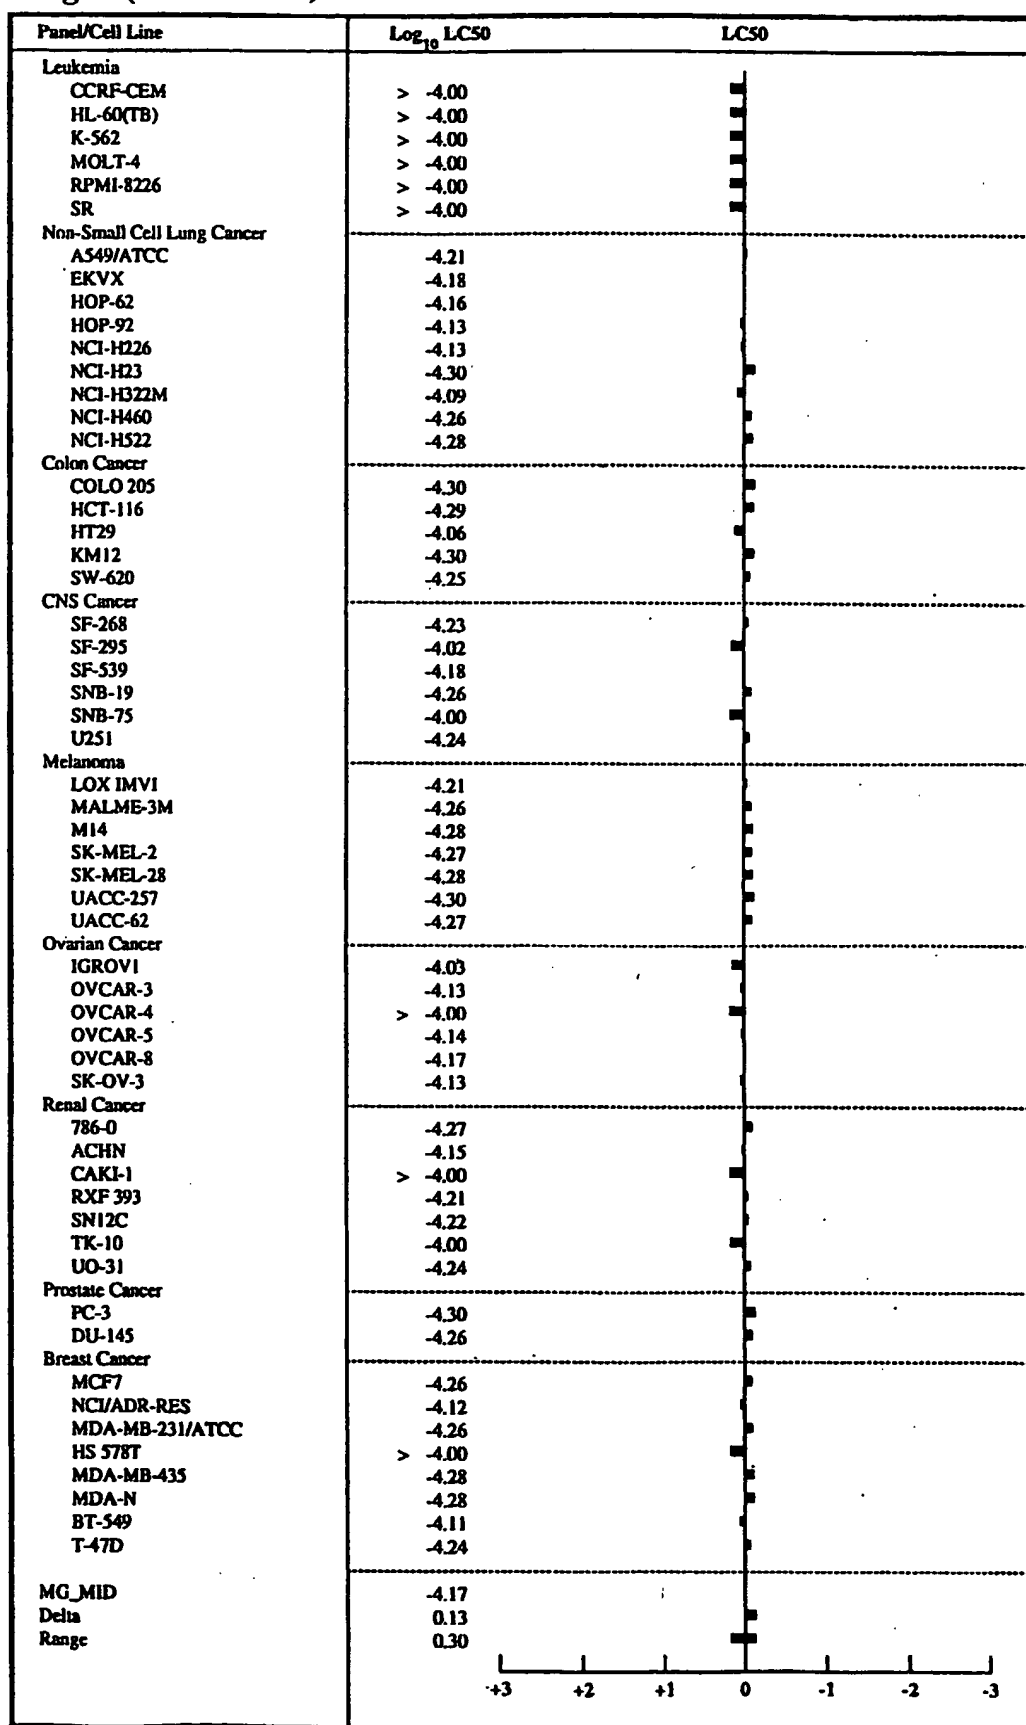 Panel/Cell Line Log10 LC50 LC50
Leukemia
CCRF-CEM > -4.00
HL-60(TB) > -4.00
K-562 > -4.00
MOLT-4 > -4.00
RPMI-8226 > -4.00
SR > -4.00
Non-Small Cell Lung Cancer
A549/ATCC -4.21
EKVX -4.18
HOP-62 -4.16
HOP-92 -4.13
NCI-H226 -4.13
NCI-H23 -4.30
NCI-H322M -4.09
NCI-H460 -4.26
NCI-H522 -4.28
Colon Cancer
COLO 205 -4.30
HCT-116 -4.29
HT29 -4.06
KM12 -4.30
SW-620 -4.25
CNS Cancer
SF-268 -4.23
SF-295 -4.02
SF-539 -4.18
SNB-19 -4.26
SNB-75 -4.00
U251 -4.24
Melanoma
LOX IMVI -4.21
MALME-3M -4.26
M14 -4.28
SK-MEL-2 -4.27
SK-MEL-28 -4.28
UACC-257 -4.30
UACC-62 -4.27
Ovarian Cancer
IGROV1 -4.03
OVCAR-3 -4.13
OVCAR-4 > -4.00
OVCAR-5 -4.14
OVCAR-8 -4.17
SK-OV-3 -4.13
Renal Cancer
786-0 -4.27
ACHN -4.15
CAKI-1 > -4.00
RXF 393 -4.21
SN12C -4.22
TK-10 -4.00
UO-31 -4.24
Prostate Cancer
PC-3 -4.30
DU-145 -4.26
Breast Cancer
MCF7 -4.26
NCI/ADR-RES -4.12
MDA-MB-231/ATCC -4.26
HS 578T > -4.00
MDA-MB-435 -4.28
MDA-N -4.28
BT-549 -4.11
T-47D -4.24
MG_MID -4.17
Delta 0.13
Range 0.30
+3 +2 +1 0 -1 -2 -3